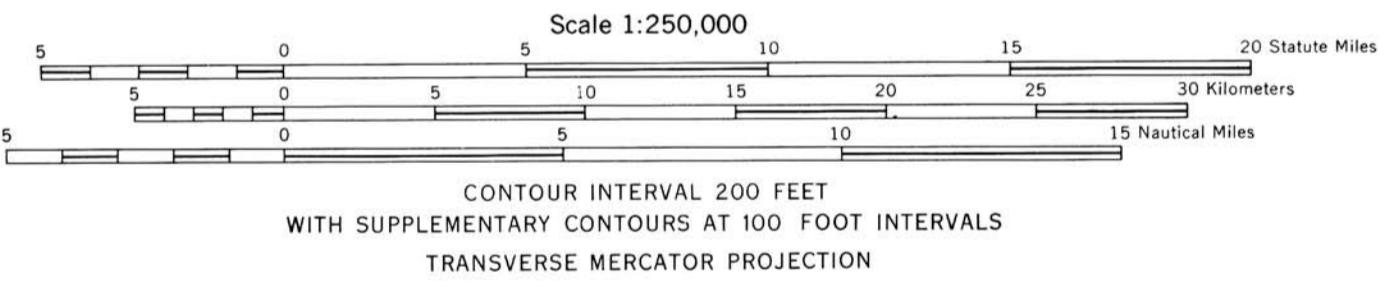 Scale 1:250,000
5 0 5 10 15 20 Statute Miles
5 0 5 10 15 20 25 30 Kilometers
5 0 5 10 15 Nautical Miles
CONTOUR INTERVAL 200 FEET
WITH SUPPLEMENTARY CONTOURS AT 100 FOOT INTERVALS
TRANSVERSE MERCATOR PROJECTION